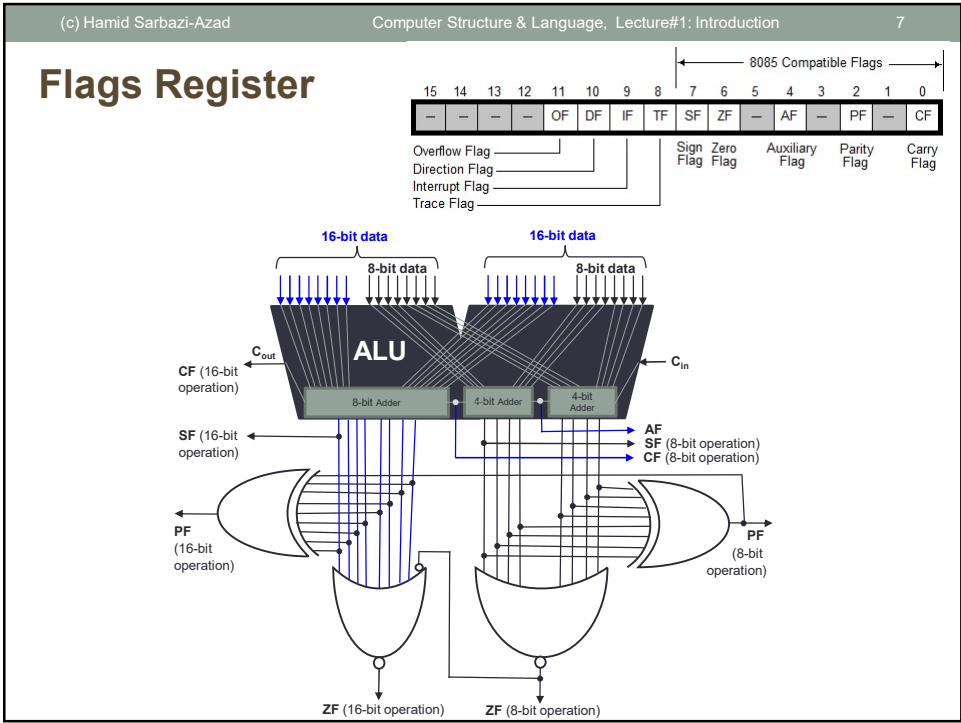 (c) Hamid Sarbazi-Azad Computer Structure & Language, Lecture#1: Introduction 7
Flags Register
8085 Compatible Flags
15 14 13 12 11 10 9 8 7 6 5 4 3 2 1 0
– – – – OF DF IF TF SF ZF – AF – PF – CF
Overflow Flag
Direction Flag
Interrupt Flag
Trace Flag
Sign Flag
Zero Flag
Auxiliary Flag
Parity Flag
Carry Flag
16-bit data
16-bit data
8-bit data
8-bit data
ALU
Cout
Cin
CF (16-bit
operation)
8-bit Adder
4-bit Adder
4-bit
Adder
AF
SF (8-bit operation)
CF (8-bit operation)
SF (16-bit
operation)
PF
(16-bit
operation)
PF
(8-bit
operation)
ZF (16-bit operation)
ZF (8-bit operation)